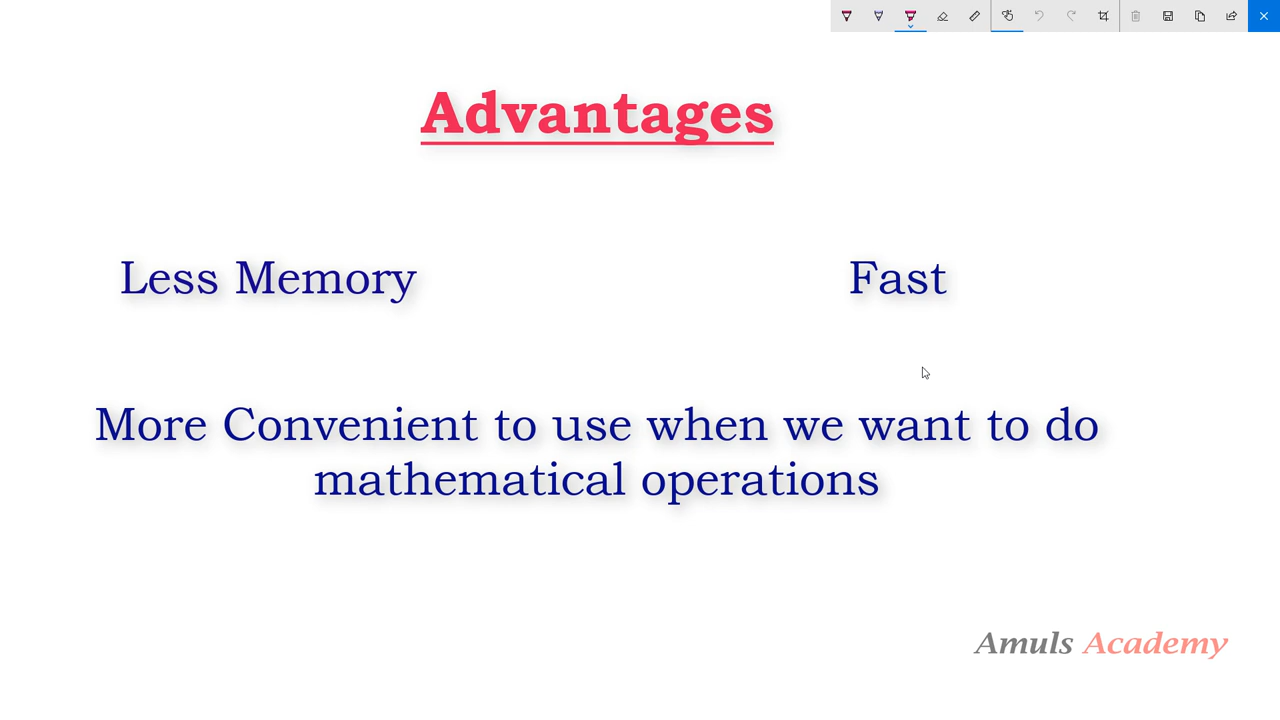 Advantages
Less Memory
Fast
More Convenient to use when we want to do
mathematical operations
Amuls Academy